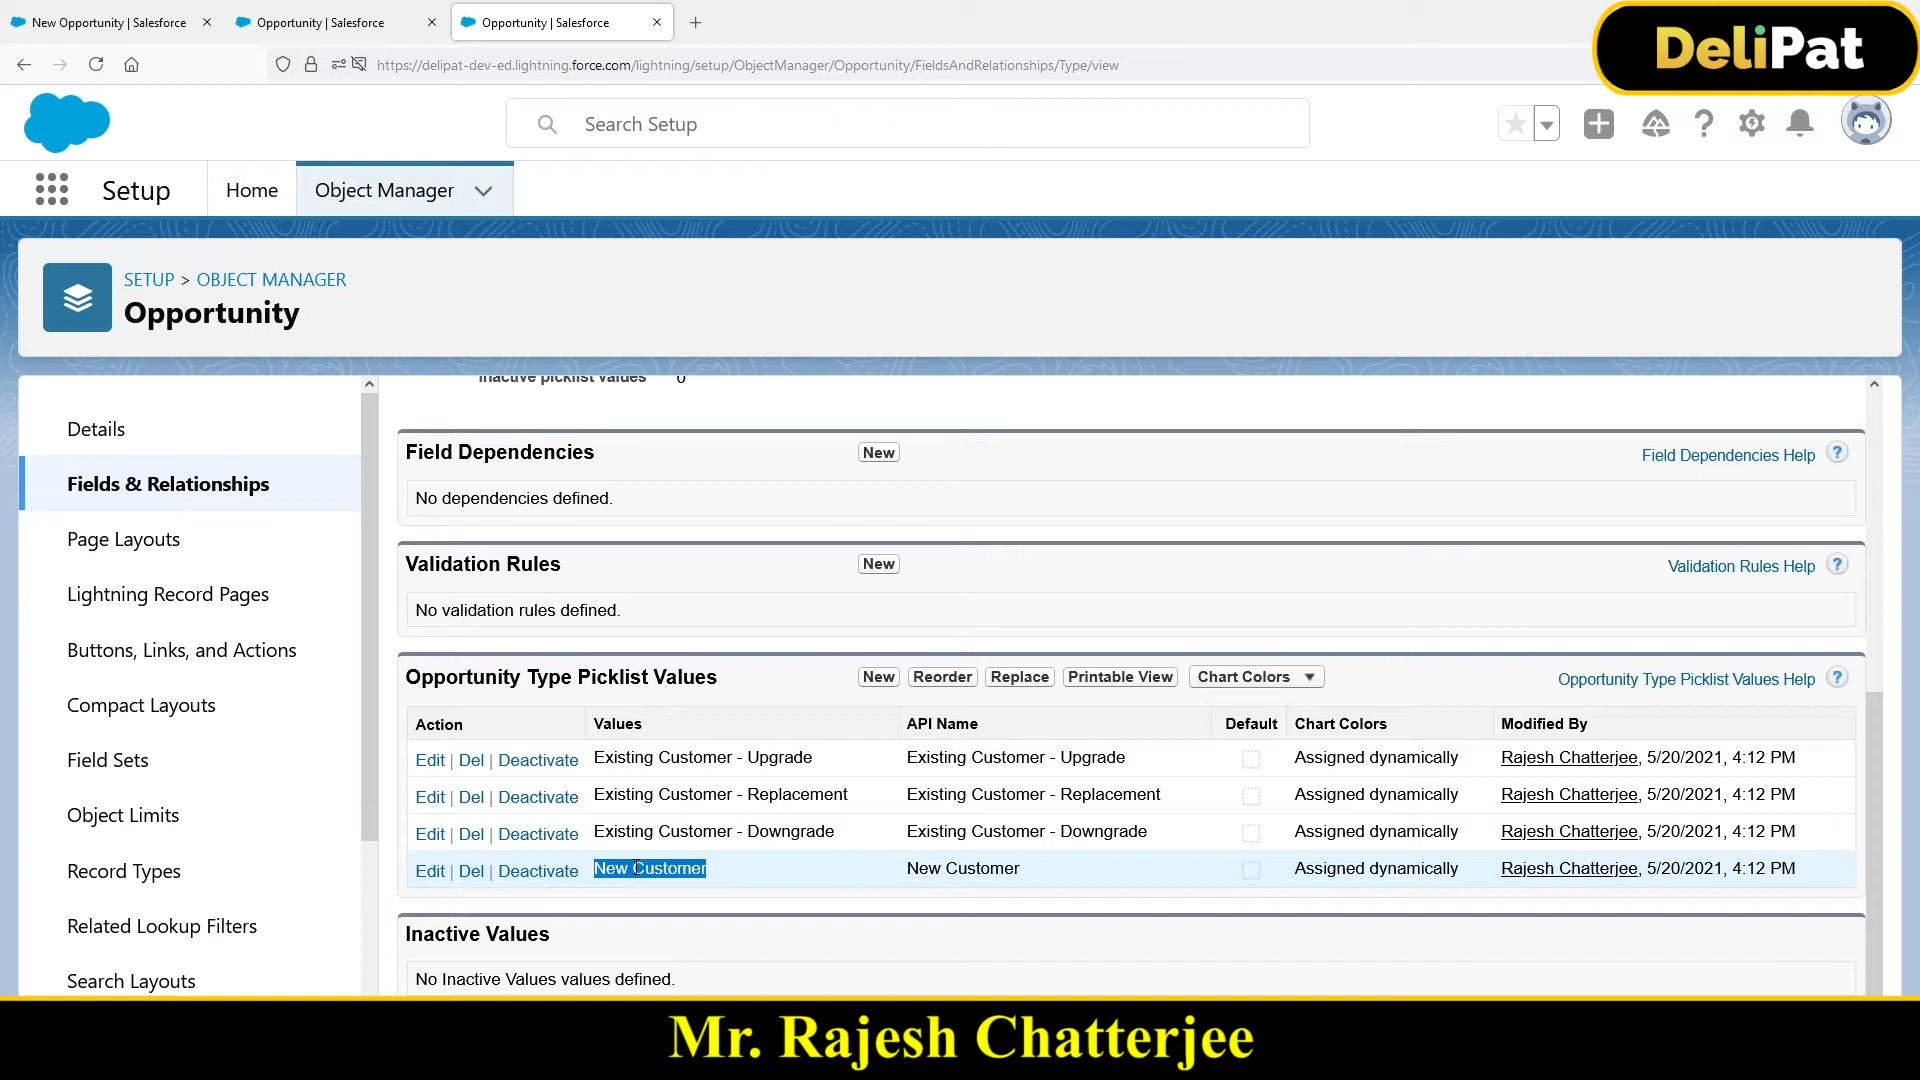 New Opportunity | Salesforce
Opportunity | Salesforce
Opportunity | Salesforce
https://delipat-dev-ed.lightning.force.com/lightning/setup/ObjectManager/Opportunity/FieldsAndRelationships/Type/view
DeliPat
Search Setup
Setup
Home
Object Manager
SETUP > OBJECT MANAGER
Opportunity
Details
Fields & Relationships
Page Layouts
Lightning Record Pages
Buttons, Links, and Actions
Compact Layouts
Field Sets
Object Limits
Record Types
Related Lookup Filters
Search Layouts
Inactive picklist values 0
Field Dependencies New Field Dependencies Help ?
No dependencies defined.
Validation Rules New Validation Rules Help ?
No validation rules defined.
Opportunity Type Picklist Values New Reorder Replace Printable View Chart Colors Opportunity Type Picklist Values Help ?
Action Values API Name Default Chart Colors Modified By
Edit | Del | Deactivate Existing Customer - Upgrade Existing Customer - Upgrade Assigned dynamically Rajesh Chatterjee, 5/20/2021, 4:12 PM
Edit | Del | Deactivate Existing Customer - Replacement Existing Customer - Replacement Assigned dynamically Rajesh Chatterjee, 5/20/2021, 4:12 PM
Edit | Del | Deactivate Existing Customer - Downgrade Existing Customer - Downgrade Assigned dynamically Rajesh Chatterjee, 5/20/2021, 4:12 PM
Edit | Del | Deactivate New Customer New Customer Assigned dynamically Rajesh Chatterjee, 5/20/2021, 4:12 PM
Inactive Values
No Inactive Values values defined.
Mr. Rajesh Chatterjee